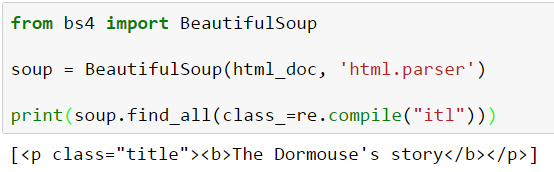 from bs4 import BeautifulSoup
soup = BeautifulSoup(html_doc, 'html.parser')
print(soup.find_all(class_=re.compile("itl")))
[<p class="title"><b>The Dormouse's story</b></p>]